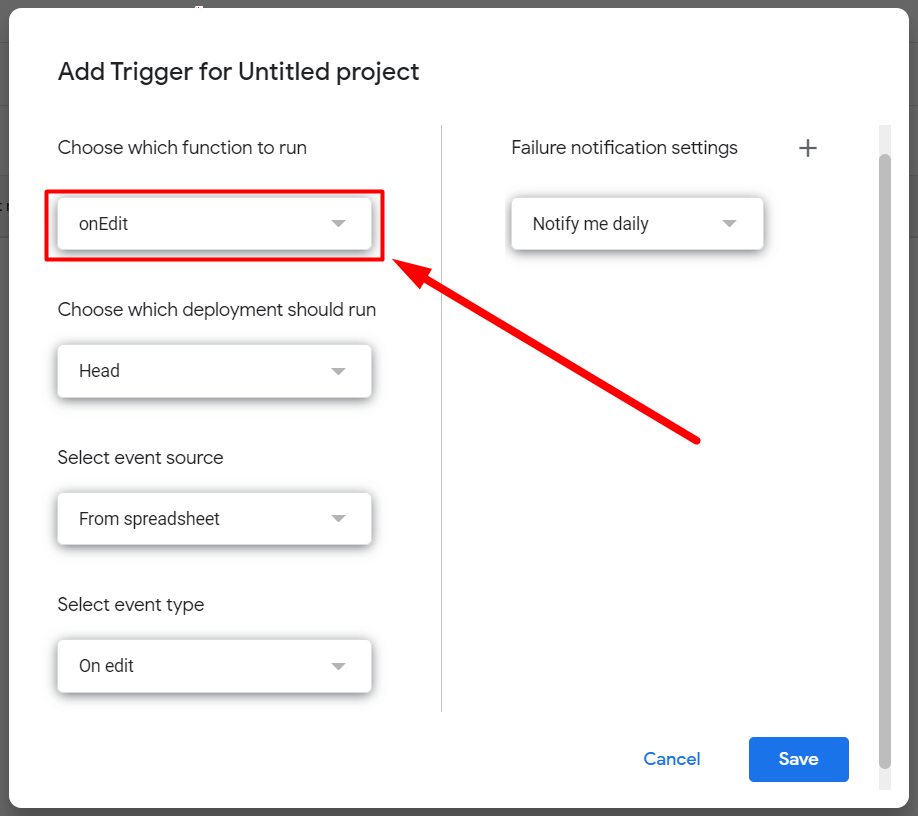 Add Trigger for Untitled project
Choose which function to run
onEdit
Choose which deployment should run
Head
Select event source
From spreadsheet
Select event type
On edit
Failure notification settings
+
Notify me daily
Cancel
Save